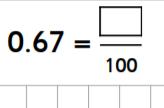 0.67 = □/100